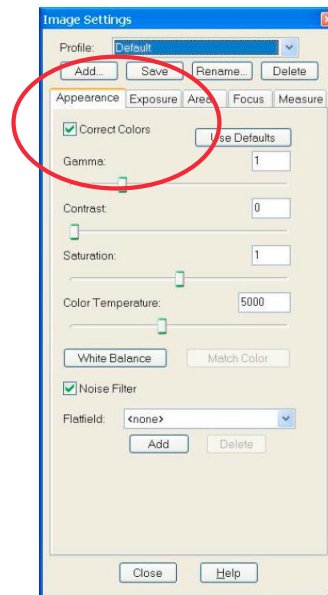 Image Settings
Profile: Default
Add... Save Rename... Delete
Appearance Exposure Area Focus Measure
Correct Colors
Use Defaults
Gamma: 1
Contrast: 0
Saturation: 1
Color Temperature: 5000
White Balance Match Color
Noise Filter
Flatfield: <none>
Add Delete
Close Help